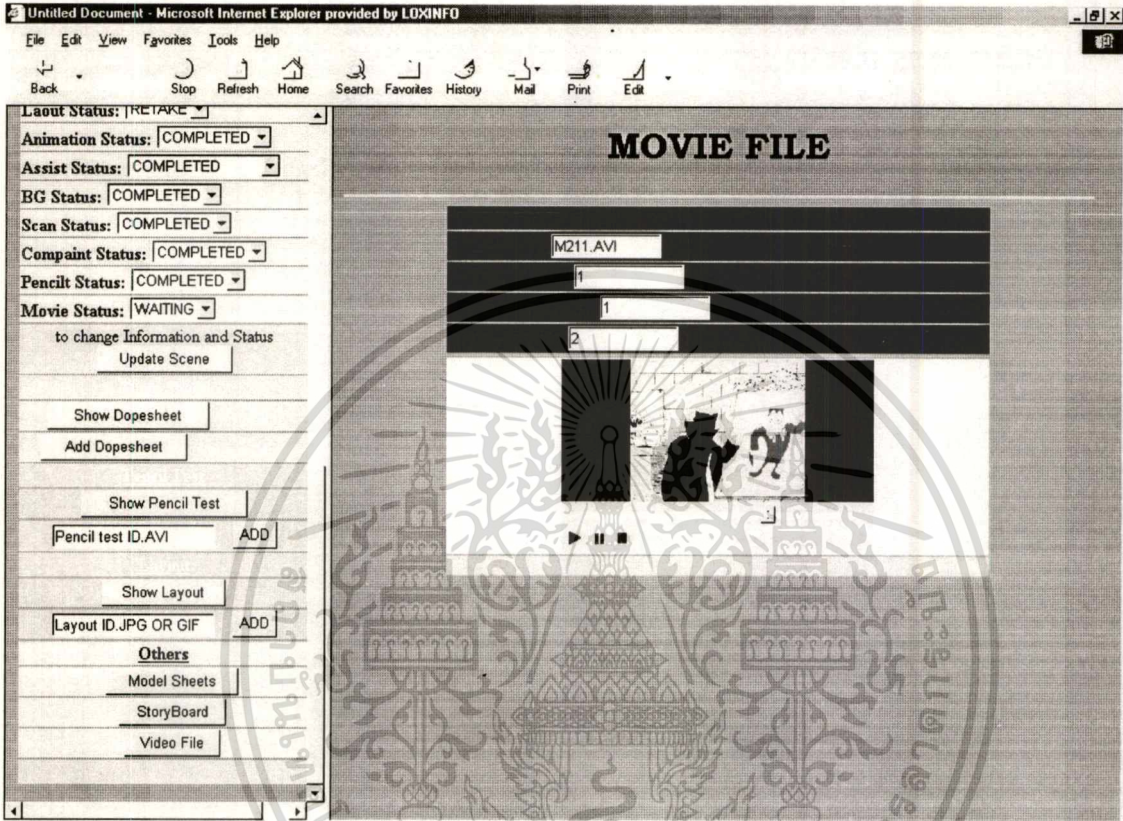 Untitled Document - Microsoft Internet Explorer provided by LOXINFO
File Edit View Favorites Tools Help
Back Stop Refresh Home Search Favorites History Mail Print Edit
Laout Status: RETAKE
Animation Status: COMPLETED
Assist Status: COMPLETED
BG Status: COMPLETED
Scan Status: COMPLETED
Compaint Status: COMPLETED
Pencilt Status: COMPLETED
Movie Status: WAITING
to change Information and Status
Update Scene
Show Dopesheet
Add Dopesheet
Show Pencil Test
Pencil test ID.AVI ADD
Show Layout
Layout ID.JPG OR GIF ADD
Others
Model Sheets
StoryBoard
Video File
MOVIE FILE
M211.AVI
1
1
2